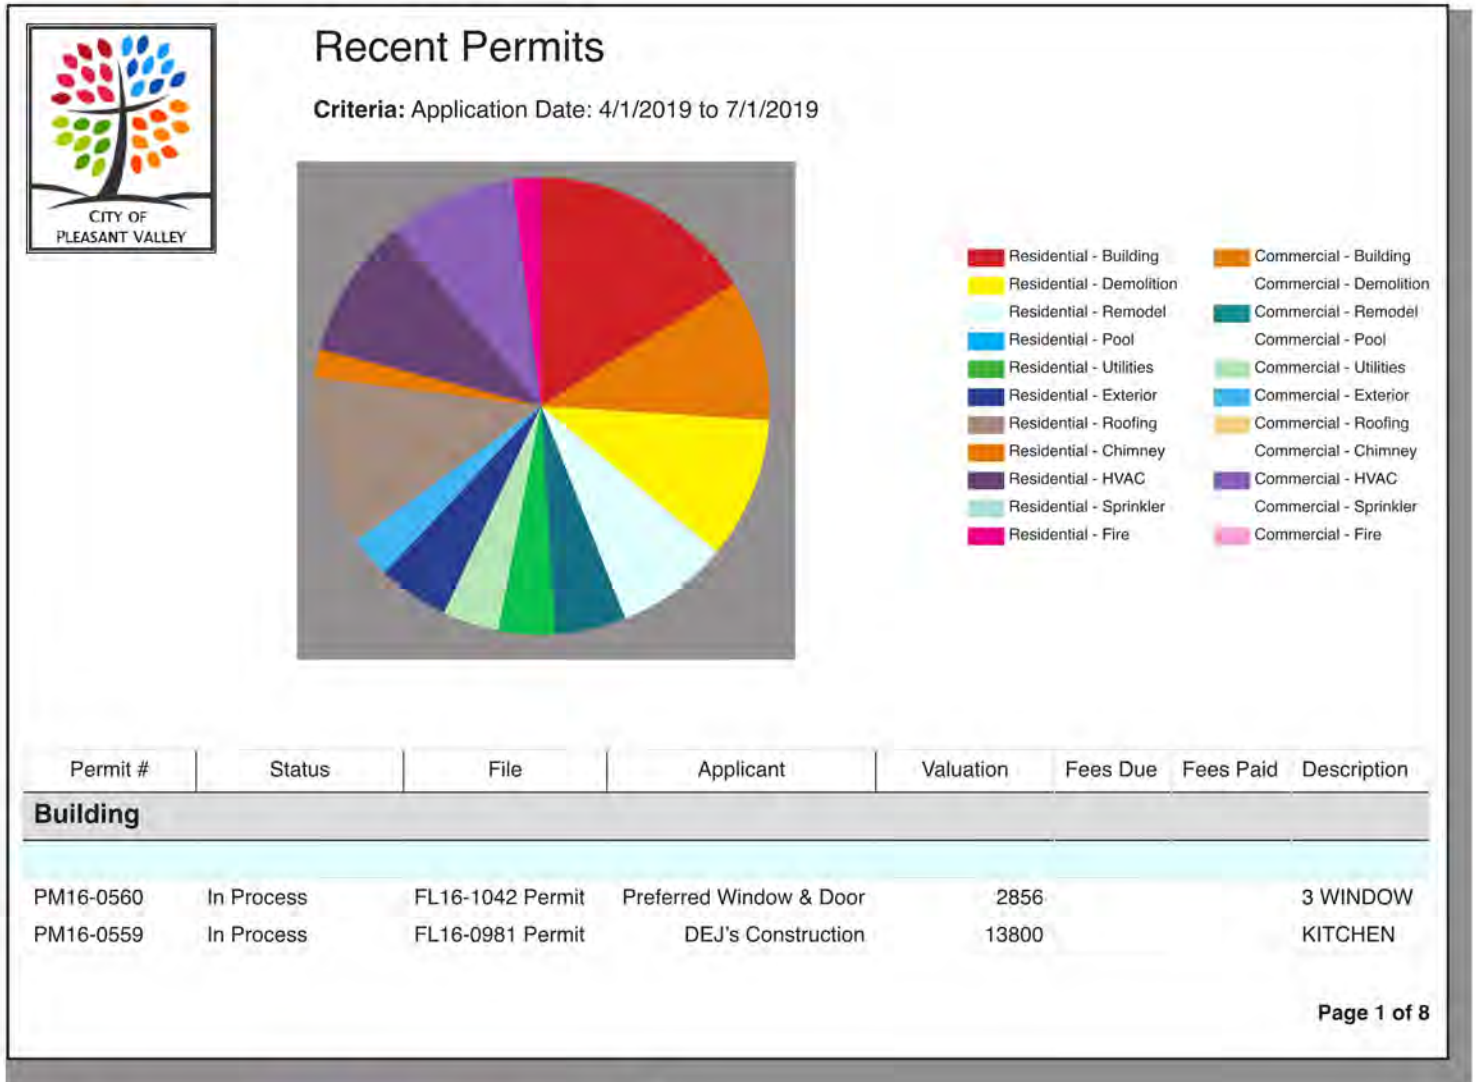 CITY OF
PLEASANT VALLEY
Recent Permits
Criteria: Application Date: 4/1/2019 to 7/1/2019
Residential - Building Commercial - Building
Residential - Demolition Commercial - Demolition
Residential - Remodel Commercial - Remodel
Residential - Pool Commercial - Pool
Residential - Utilities Commercial - Utilities
Residential - Exterior Commercial - Exterior
Residential - Roofing Commercial - Roofing
Residential - Chimney Commercial - Chimney
Residential - HVAC Commercial - HVAC
Residential - Sprinkler Commercial - Sprinkler
Residential - Fire Commercial - Fire
Permit # Status File Applicant Valuation Fees Due Fees Paid Description
Building
PM16-0560 In Process FL16-1042 Permit Preferred Window & Door 2856 3 WINDOW
PM16-0559 In Process FL16-0981 Permit DEJ's Construction 13800 KITCHEN
Page 1 of 8